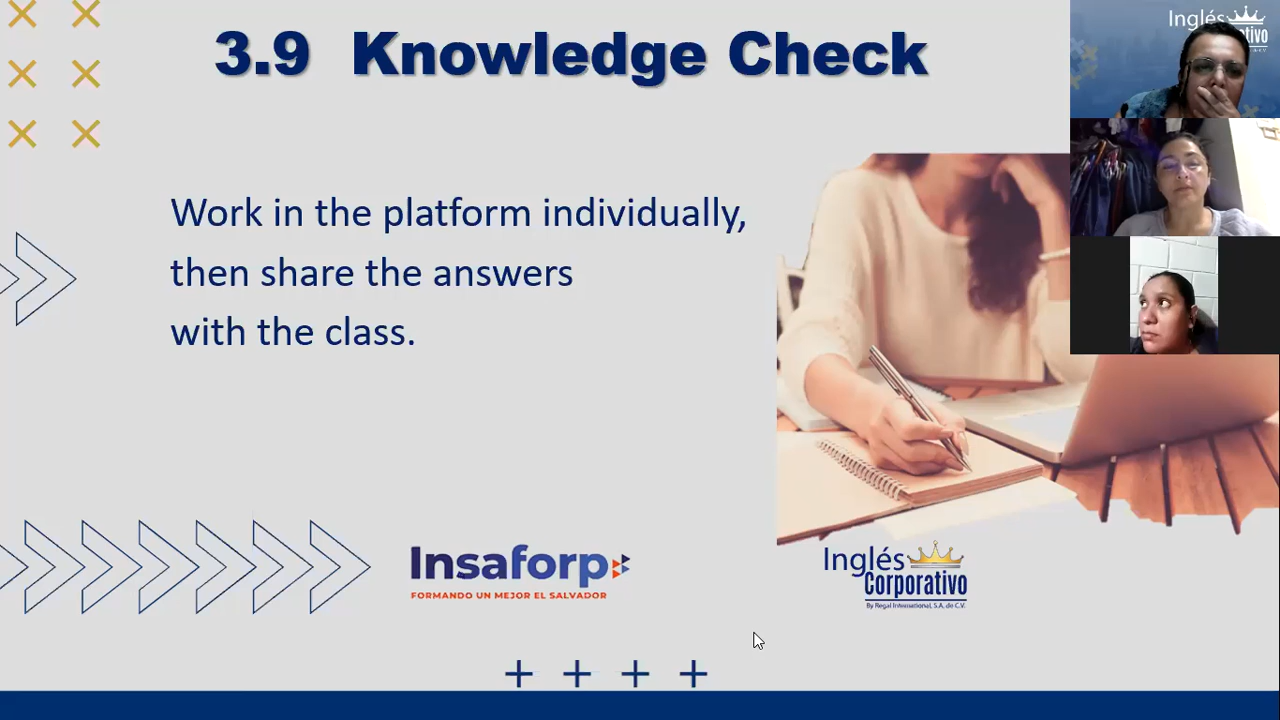 3.9 Knowledge Check
Work in the platform individually,
then share the answers
with the class.
Insaforp
FORMANDO UN MEJOR EL SALVADOR
Inglés
Corporativo
By Regal International, S.A. de C.V.
Inglés